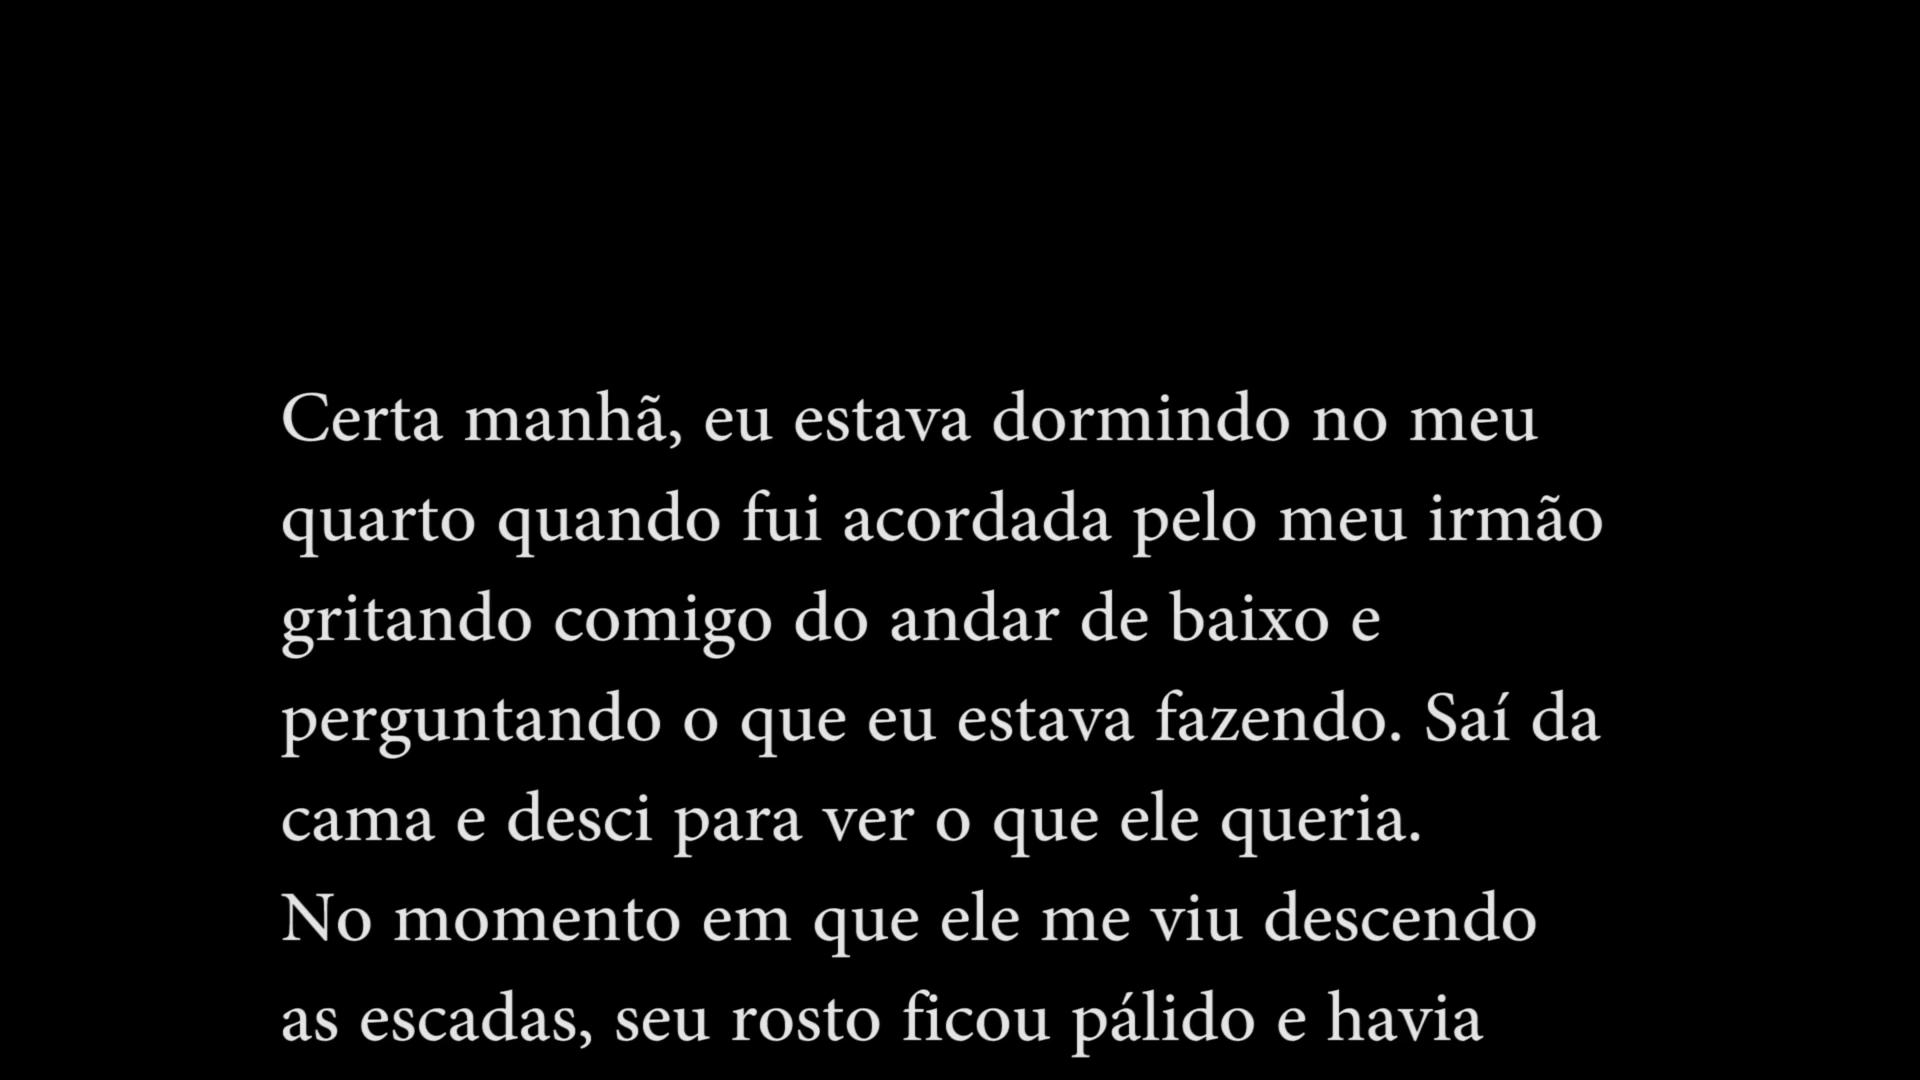 Certa manhã, eu estava dormindo no meu
quarto quando fui acordada pelo meu irmão
gritando comigo do andar de baixo e
perguntando o que eu estava fazendo. Saí da
cama e desci para ver o que ele queria.
No momento em que ele me viu descendo
as escadas, seu rosto ficou pálido e havia